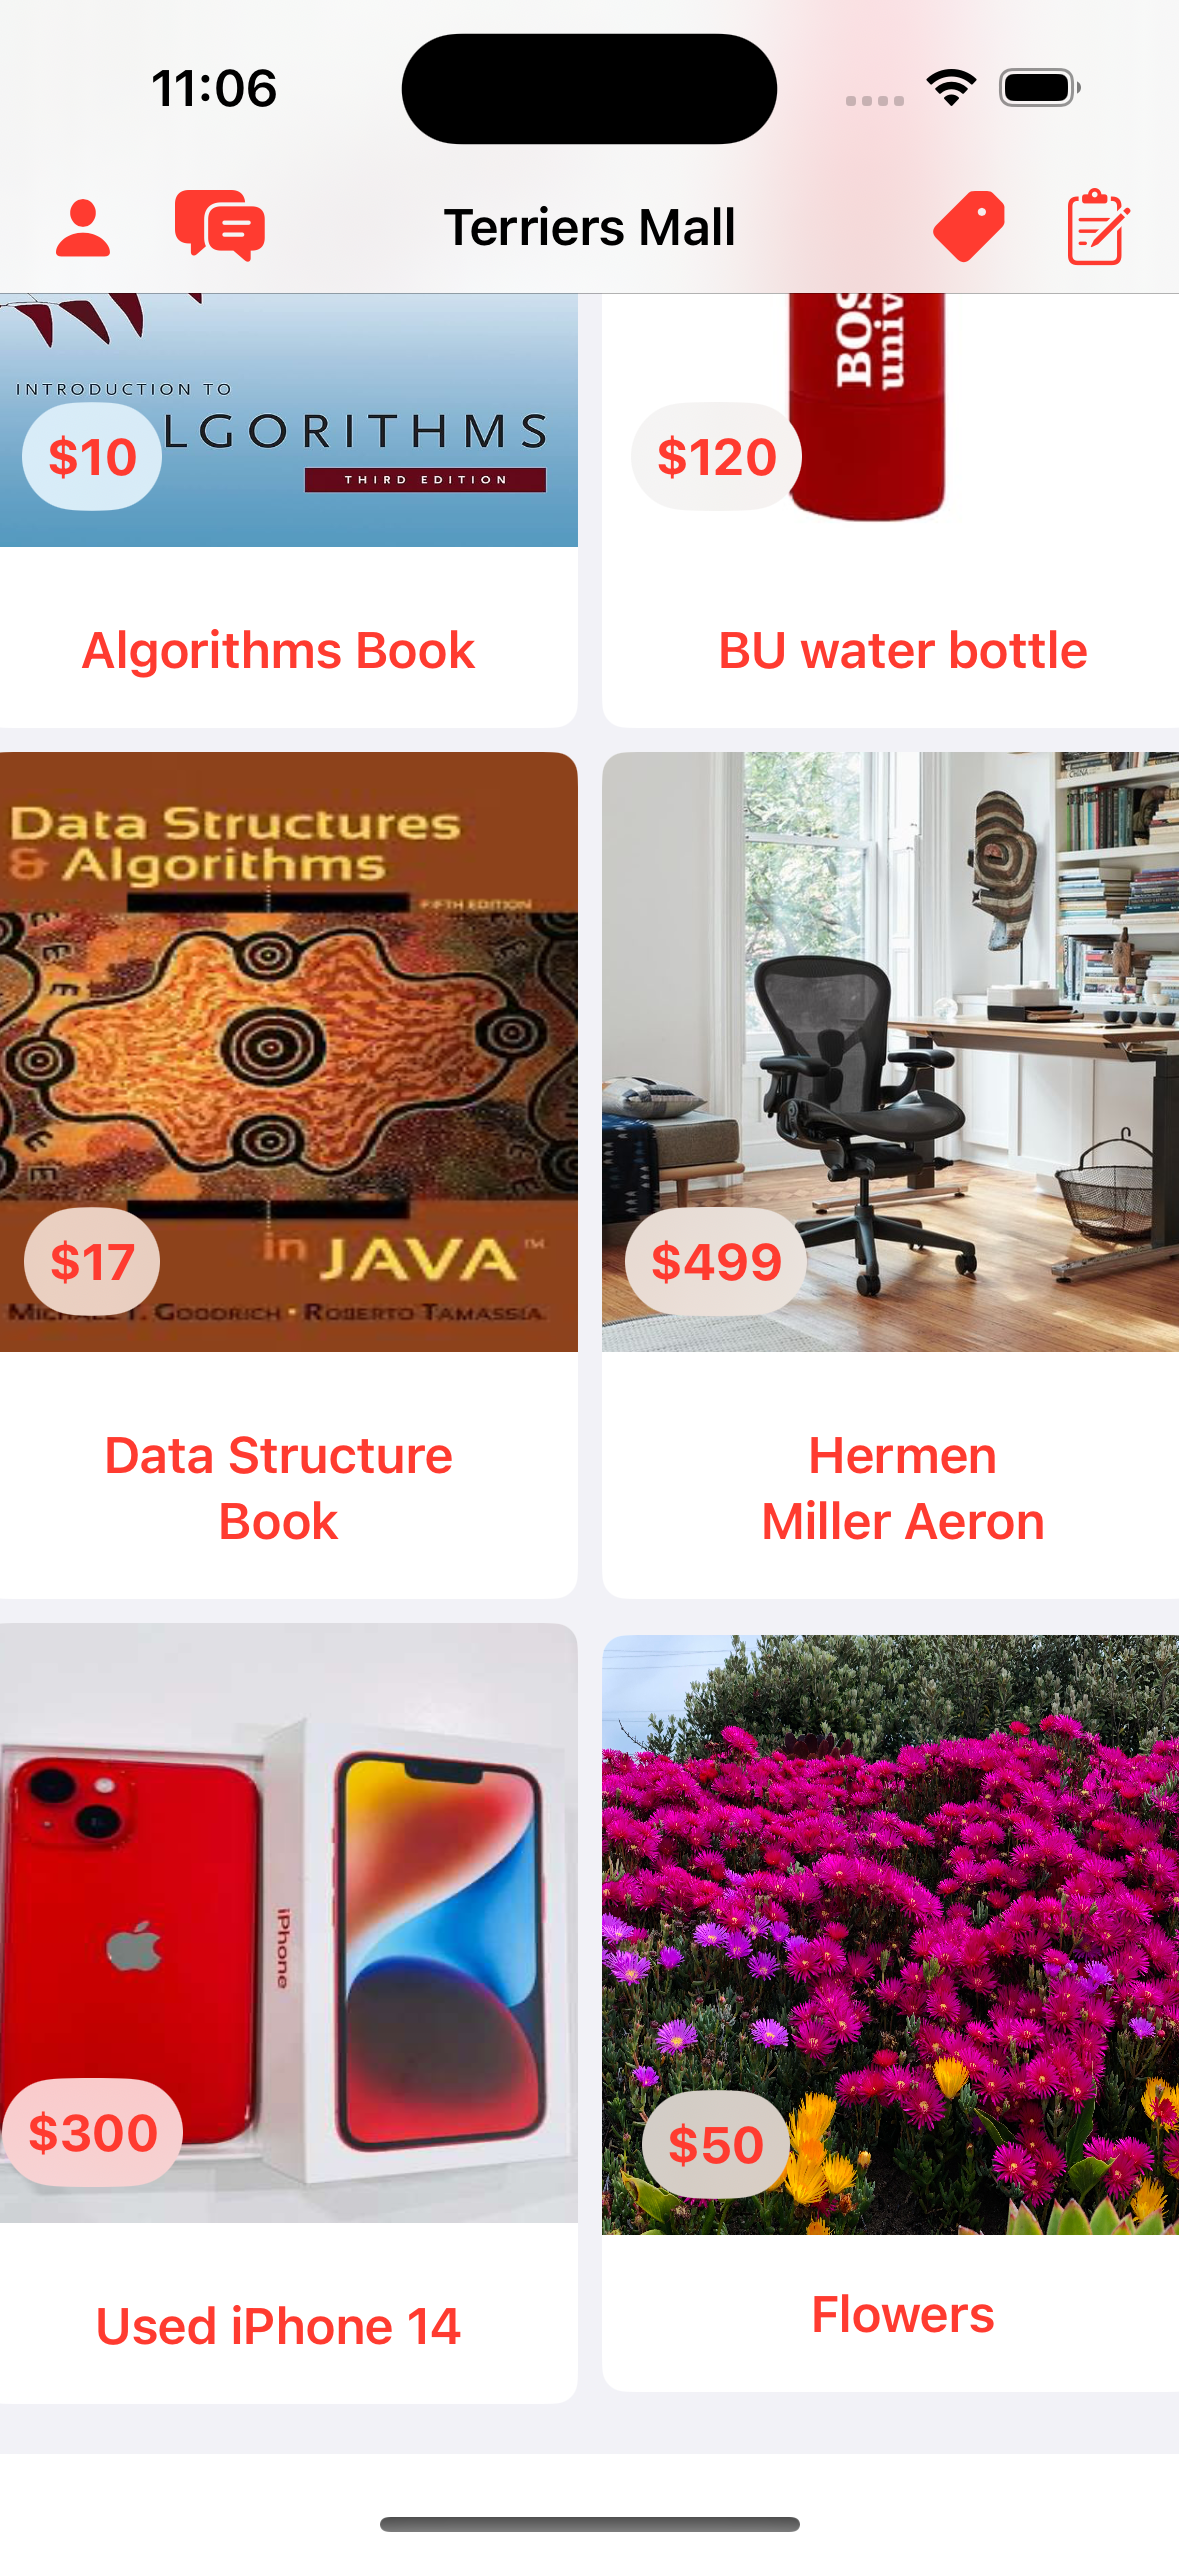 11:06
Terriers Mall
INTRODUCTION TO
LGORITHMS
THIRD EDITION
$10
BOS
univ
$120
Algorithms Book
BU water bottle
Data Structures
& Algorithms
FIFTH EDITION
in JAVA™
MICHAEL T. GOODRICH • ROBERTO TAMASSIA
$17
CHINA
$499
Data Structure
Book
Hermen
Miller Aeron
iPhone
$300
$50
Used iPhone 14
Flowers